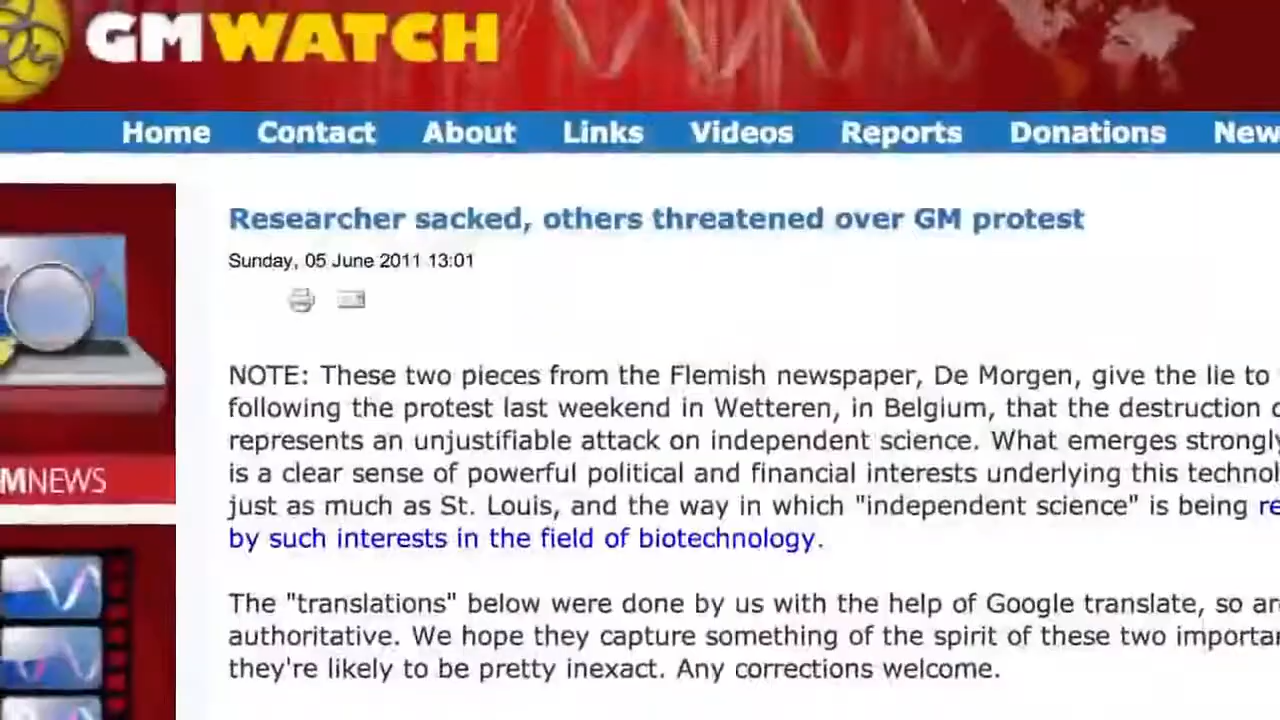 GMWATCH
Home Contact About Links Videos Reports Donations New
Researcher sacked, others threatened over GM protest
Sunday, 05 June 2011 13:01
NOTE: These two pieces from the Flemish newspaper, De Morgen, give the lie to
following the protest last weekend in Wetteren, in Belgium, that the destruction
represents an unjustifiable attack on independent science. What emerges strongly
is a clear sense of powerful political and financial interests underlying this technol
MNEWS
just as much as St. Louis, and the way in which "independent science" is being re
by such interests in the field of biotechnology.
The "translations" below were done by us with the help of Google translate, so ar
authoritative. We hope they capture something of the spirit of these two importa
they're likely to be pretty inexact. Any corrections welcome.